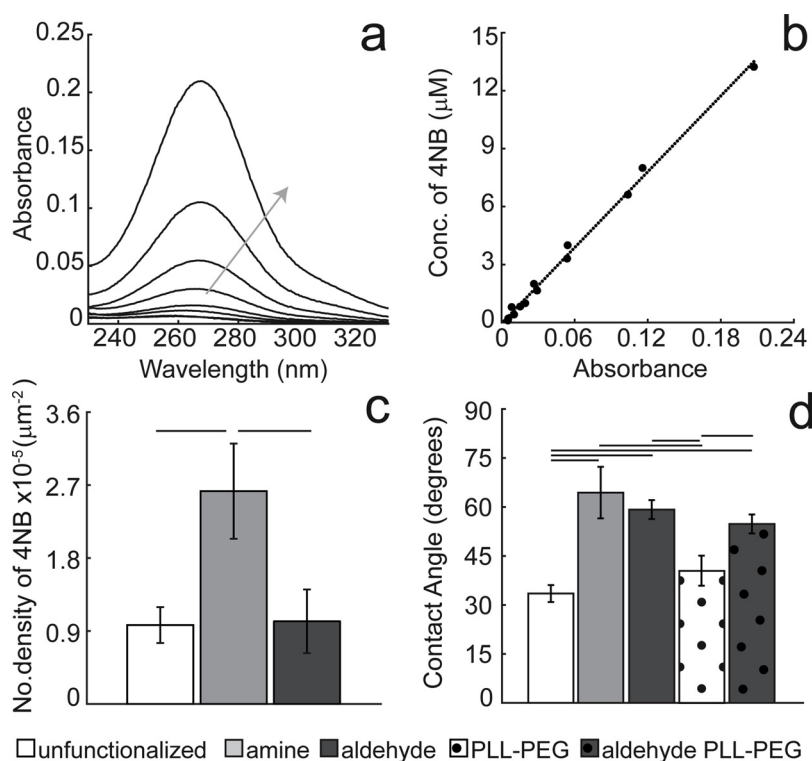 a
0.25
0.2
0.15
0.1
0.05
0
Absorbance
240 260 280 300 320
Wavelength (nm)
b
15
12
9
6
3
0
Conc. of 4NB (μM)
0 0.06 0.12 0.18 0.24
Absorbance
c
3.6
2.7
1.8
0.9
0
No.density of 4NB x10⁻⁵ (μm⁻²)
d
90
75
60
45
30
15
0
Contact Angle (degrees)
unfunctionalized amine aldehyde PLL-PEG aldehyde PLL-PEG